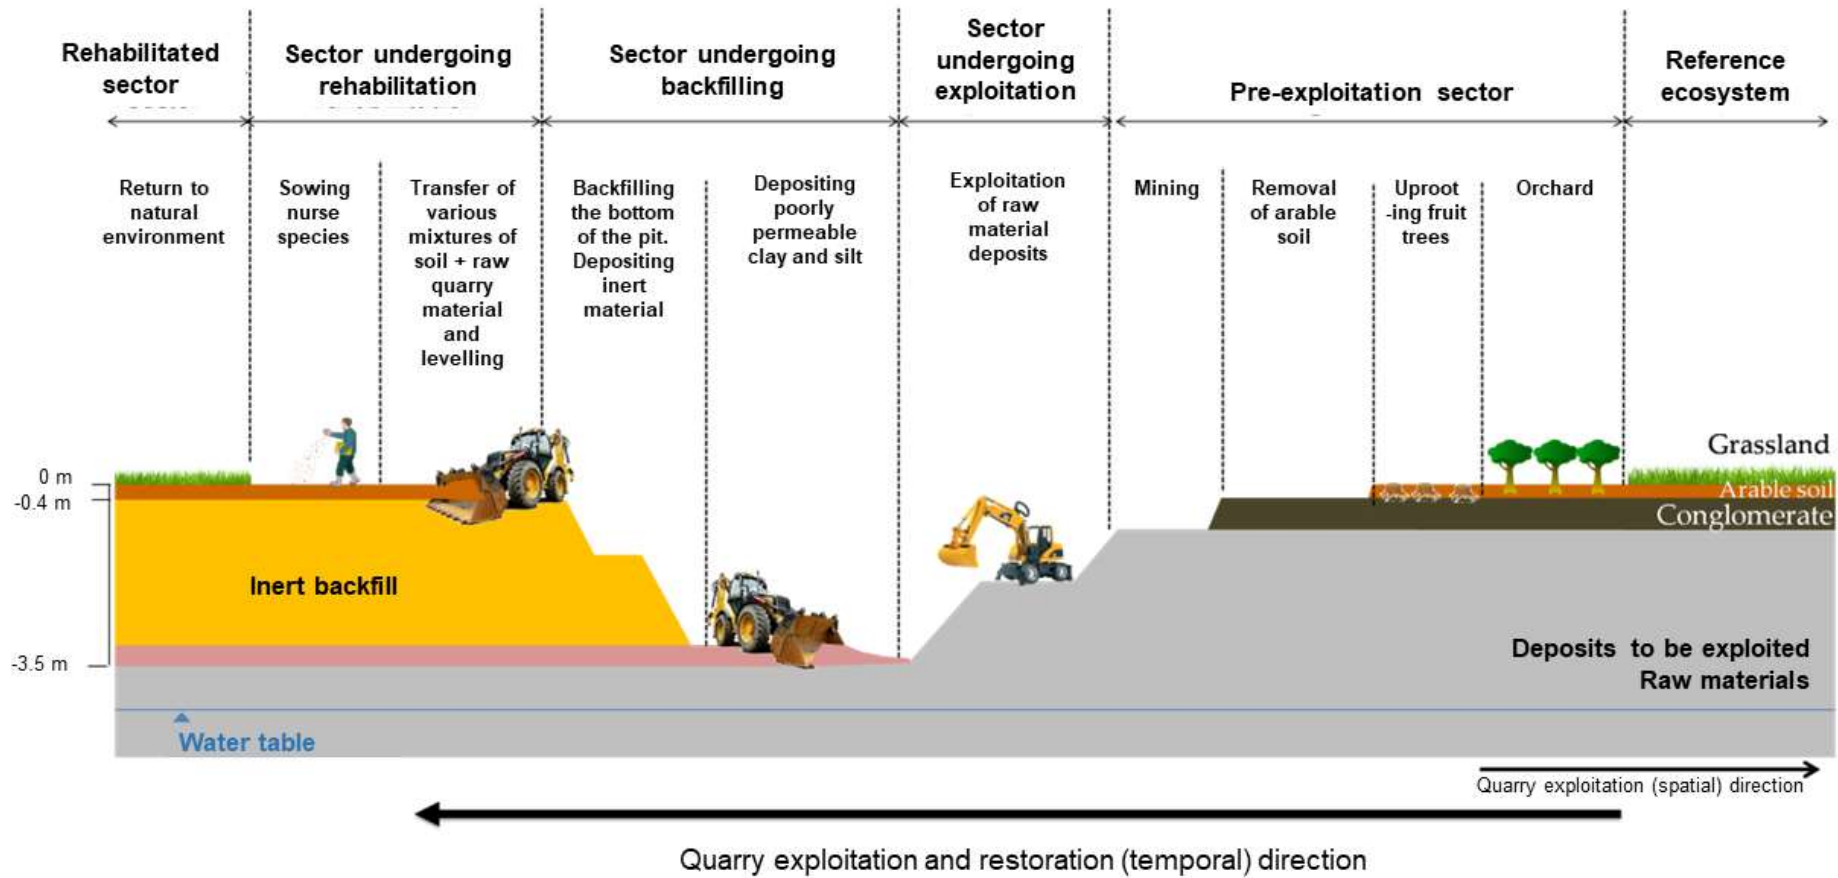 Rehabilitated
sector
Sector undergoing
rehabilitation
Sector undergoing
backfilling
Sector
undergoing
exploitation
Pre-exploitation sector
Reference
ecosystem
Return to
natural
environment
Sowing
nurse
species
Transfer of
various
mixtures of
soil + raw
quarry
material
and
levelling
Backfilling
the bottom
of the pit.
Depositing
inert
material
Depositing
poorly
permeable
clay and silt
Exploitation
of raw
material
deposits
Mining
Removal
of arable
soil
Uproot
-ing fruit
trees
Orchard
Grassland
Arable soil
Conglomerate
0 m
-0.4 m
Inert backfill
-3.5 m
Deposits to be exploited
Raw materials
Water table
Quarry exploitation (spatial) direction
Quarry exploitation and restoration (temporal) direction